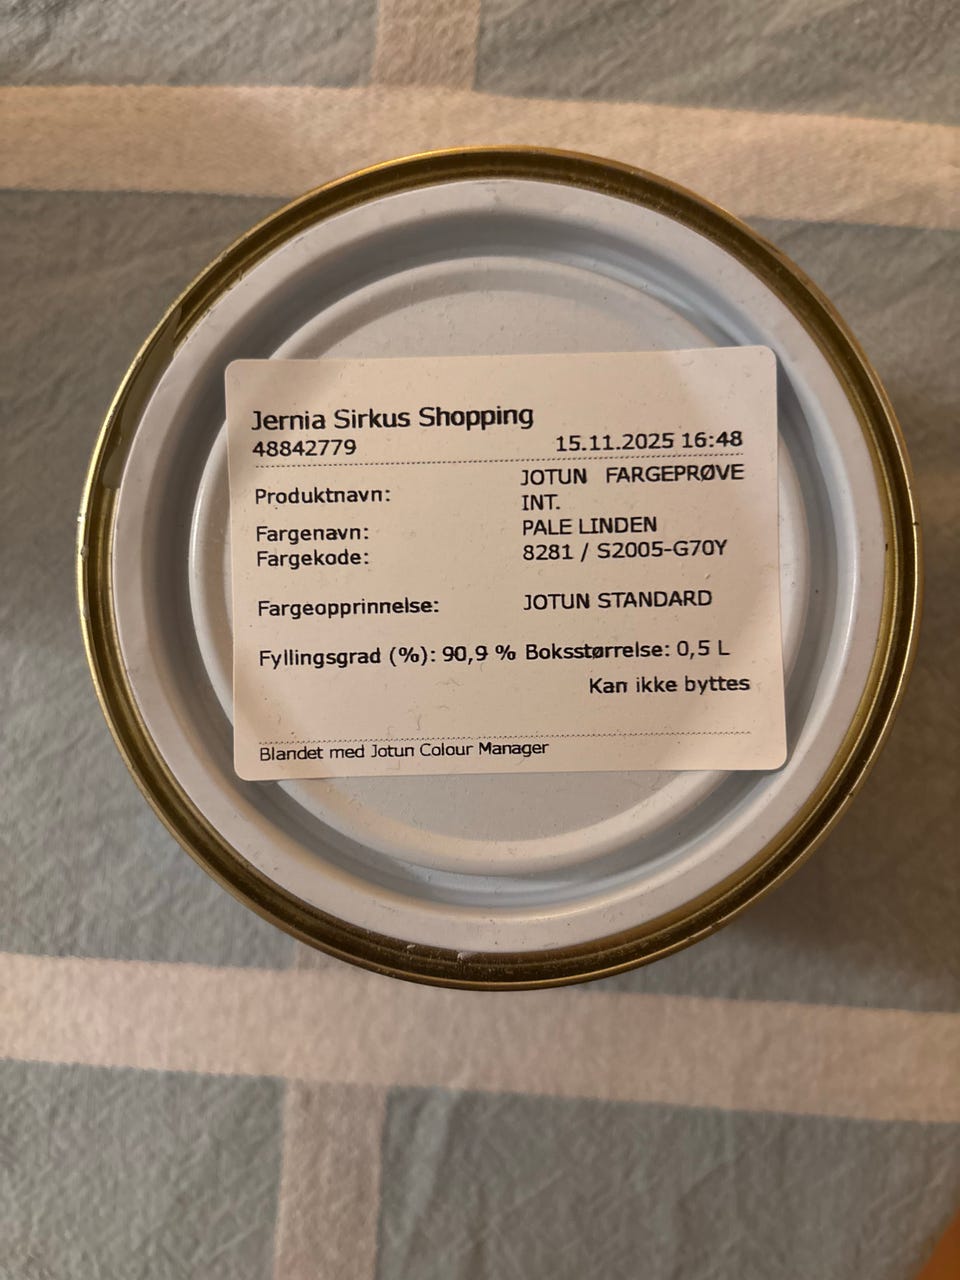 Jernia Sirkus Shopping
48842779 15.11.2025 16:48
Produktnavn: JOTUN FARGEPRØVE
INT.
Fargenavn: PALE LINDEN
Fargekode: 8281 / S2005-G70Y
Fargeopprinnelse: JOTUN STANDARD
Fyllingsgrad (%): 90,9 % Boksstørrelse: 0,5 L
Kan ikke byttes
Blandet med Jotun Colour Manager